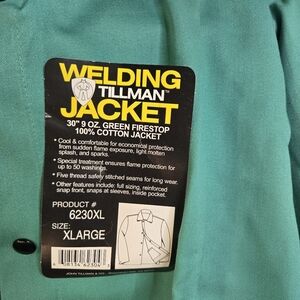 WELDING
TILLMAN™
JACKET
30" 9 OZ. GREEN FIRESTOP
100% COTTON JACKET
• Cool & comfortable for economical protection
from sudden flame exposure, light molten
splash, and sparks.
• Special treatment ensures flame protection for
up to 50 washings.
• Five thread safety stitched seams for long wear.
• Other features include: full sizing, reinforced
snap front, snaps at sleeves, inside pocket.
PRODUCT #
6230XL
SIZE:
XLARGE
JOHN TILLMAN & CO.